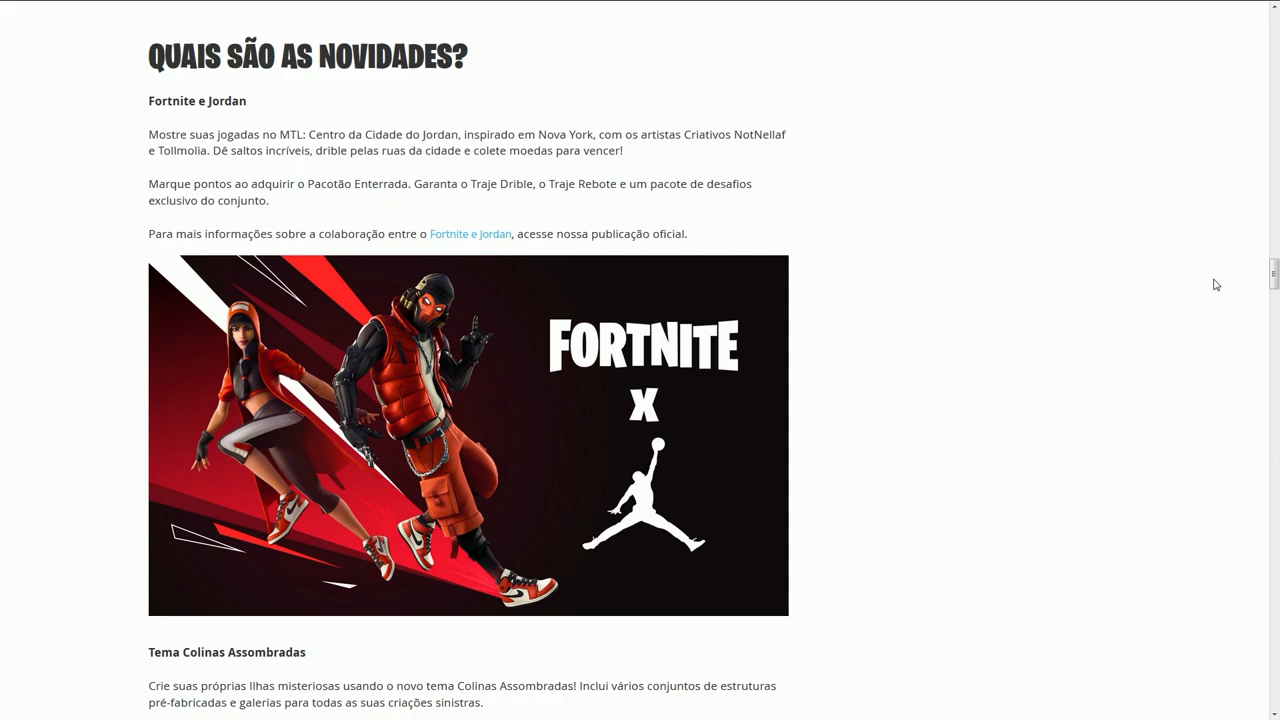 QUAIS SÃO AS NOVIDADES?
Fortnite e Jordan
Mostre suas jogadas no MTL: Centro da Cidade do Jordan, inspirado em Nova York, com os artistas Criativos NotNellaf
e Tollmolia. Dê saltos incríveis, drible pelas ruas da cidade e colete moedas para vencer!
Marque pontos ao adquirir o Pacotão Enterrada. Garanta o Traje Drible, o Traje Rebote e um pacote de desafios
exclusivo do conjunto.
Para mais informações sobre a colaboração entre o Fortnite e Jordan, acesse nossa publicação oficial.
FORTNITE
X
Tema Colinas Assombradas
Crie suas próprias Ilhas misteriosas usando o novo tema Colinas Assombradas! Inclui vários conjuntos de estruturas
pré-fabricadas e galerias para todas as suas criações sinistras.